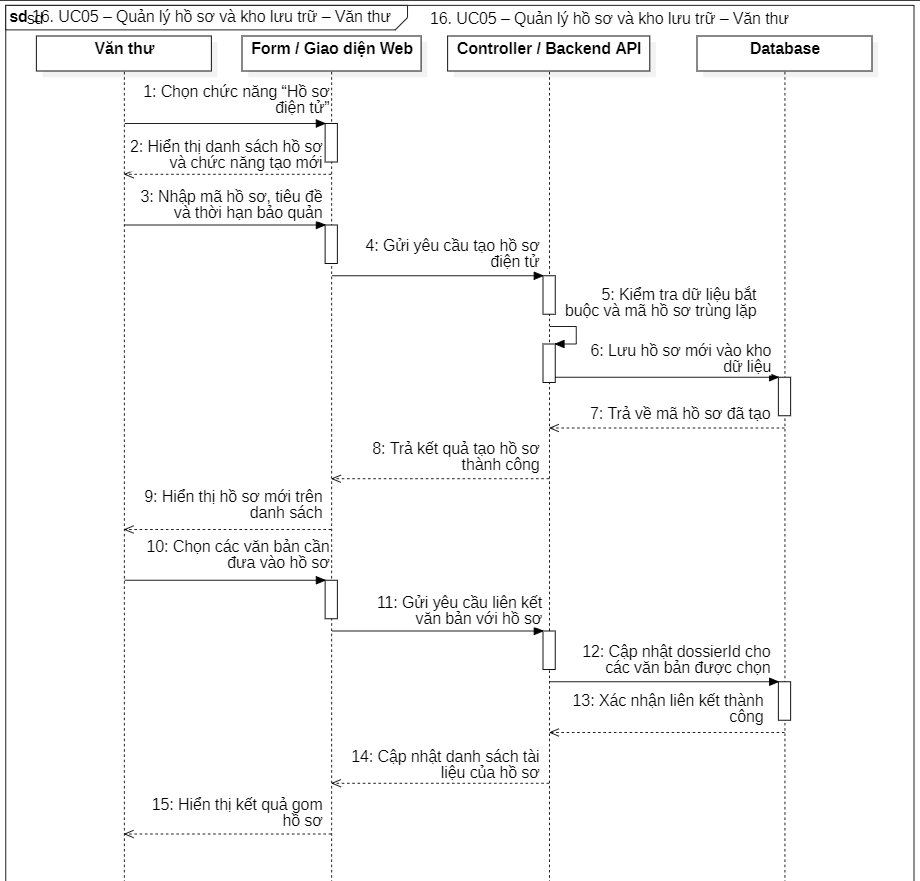 sd 16. UC05 – Quản lý hồ sơ và kho lưu trữ – Văn thư
16. UC05 – Quản lý hồ sơ và kho lưu trữ – Văn thư
Văn thư
Form / Giao diện Web
Controller / Backend API
Database
1: Chọn chức năng “Hồ sơ
điện tử”
2: Hiển thị danh sách hồ sơ
và chức năng tạo mới
3: Nhập mã hồ sơ, tiêu đề
và thời hạn bảo quản
4: Gửi yêu cầu tạo hồ sơ
điện tử
5: Kiểm tra dữ liệu bắt
buộc và mã hồ sơ trùng lặp
6: Lưu hồ sơ mới vào kho
dữ liệu
7: Trả về mã hồ sơ đã tạo
8: Trả kết quả tạo hồ sơ
thành công
9: Hiển thị hồ sơ mới trên
danh sách
10: Chọn các văn bản cần
đưa vào hồ sơ
11: Gửi yêu cầu liên kết
văn bản với hồ sơ
12: Cập nhật dossierId cho
các văn bản được chọn
13: Xác nhận liên kết thành
công
14: Cập nhật danh sách tài
liệu của hồ sơ
15: Hiển thị kết quả gom
hồ sơ